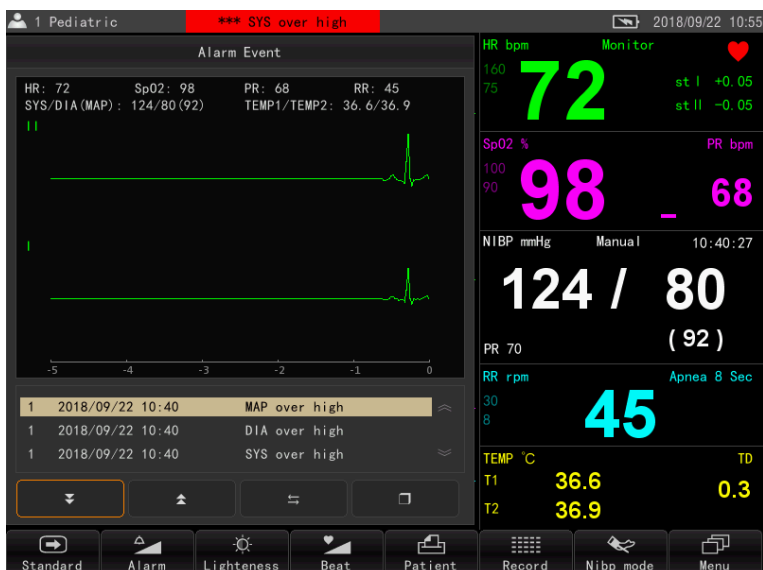 1 Pediatric *** SYS over high 2018/09/22 10:55
Alarm Event
HR: 72 SpO2: 98 PR: 68 RR: 45
SYS/DIA(MAP): 124/80(92) TEMP1/TEMP2: 36.6/36.9
II
I
-5 -4 -3 -2 -1 0
1 2018/09/22 10:40 MAP over high
1 2018/09/22 10:40 DIA over high
1 2018/09/22 10:40 SYS over high
HR bpm Monitor
160
75
72
st I +0.05
st II -0.05
SpO2 % PR bpm
100
90
98
68
NIBP mmHg Manual 10:40:27
124 / 80
(92)
PR 70
RR rpm Apnea 8 Sec
30
8
45
TEMP °C TD
T1 36.6
0.3
T2 36.9
Standard Alarm Lighteness Beat Patient Record Nibp mode Menu